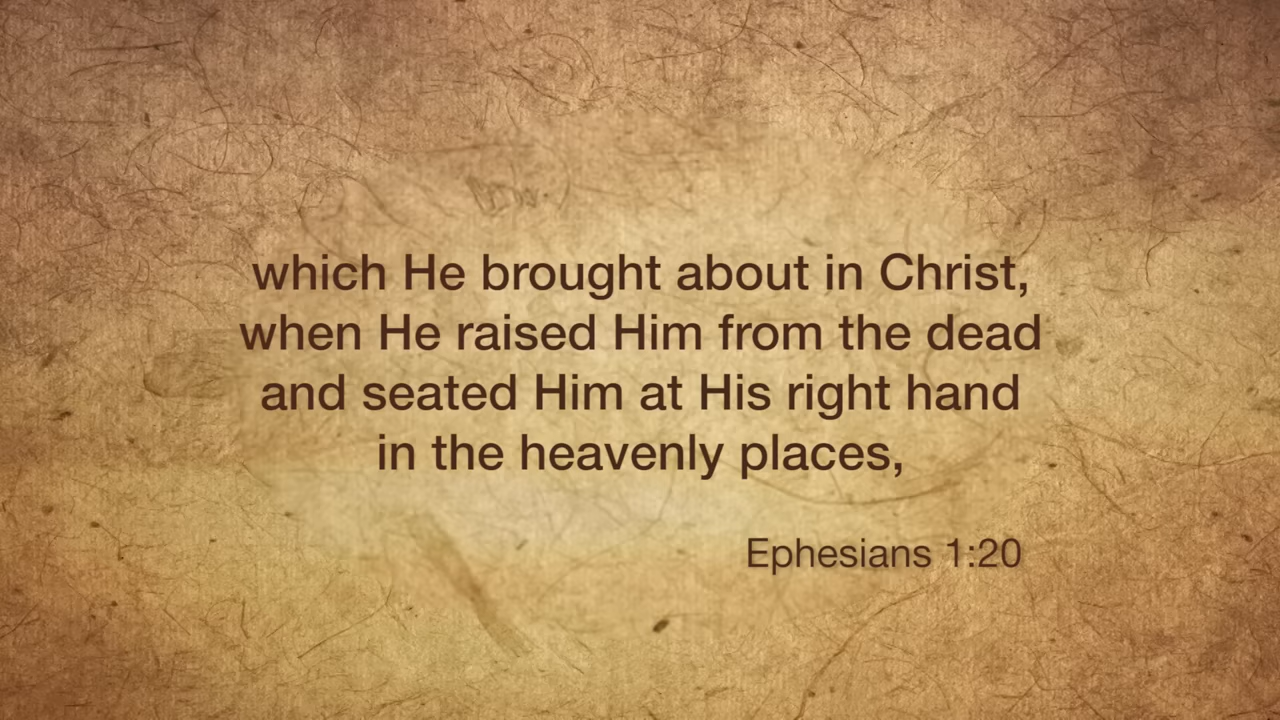 which He brought about in Christ,
when He raised Him from the dead
and seated Him at His right hand
in the heavenly places,
Ephesians 1:20